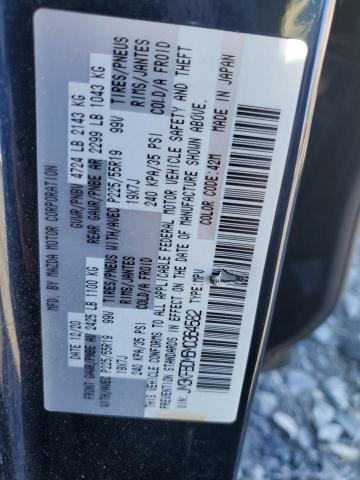 MFD. BY: MAZDA MOTOR CORPORATION
DATE: 12/20 GVWR/PNBV 4724 LB 2143 KG
FRONT GAWR/PNBE AV 2425 LB 1100 KG REAR GAWR/PNBE AR 2299 LB 1043 KG
WITH/AVEC P225/55R19 99V TIRES/PNEUS WITH/AVEC P225/55R19 99V TIRES/PNEUS
19X7J RIMS/JANTES 19X7J RIMS/JANTES
240 KPA/35 PSI COLD/A FROID 240 KPA/35 PSI COLD/A FROID
THIS VEHICLE CONFORMS TO ALL APPLICABLE FEDERAL MOTOR VEHICLE SAFETY AND THEFT
PREVENTION STANDARDS IN EFFECT ON THE DATE OF MANUFACTURE SHOWN ABOVE.
TYPE: MPV COLOR CODE: 42M MADE IN JAPAN